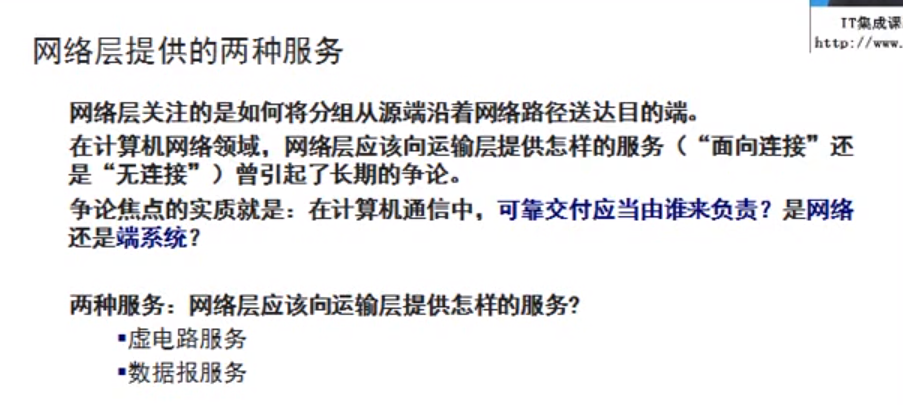 IT集成课
http://www.
网络层提供的两种服务
网络层关注的是如何将分组从源端沿着网络路径送达目的端。
在计算机网络领域，网络层应该向运输层提供怎样的服务（“面向连接”还
是“无连接”）曾引起了长期的争论。
争论焦点的实质就是：在计算机通信中，可靠交付应当由谁来负责？是网络
还是端系统？
两种服务：网络层应该向运输层提供怎样的服务?
▪虚电路服务
▪数据报服务